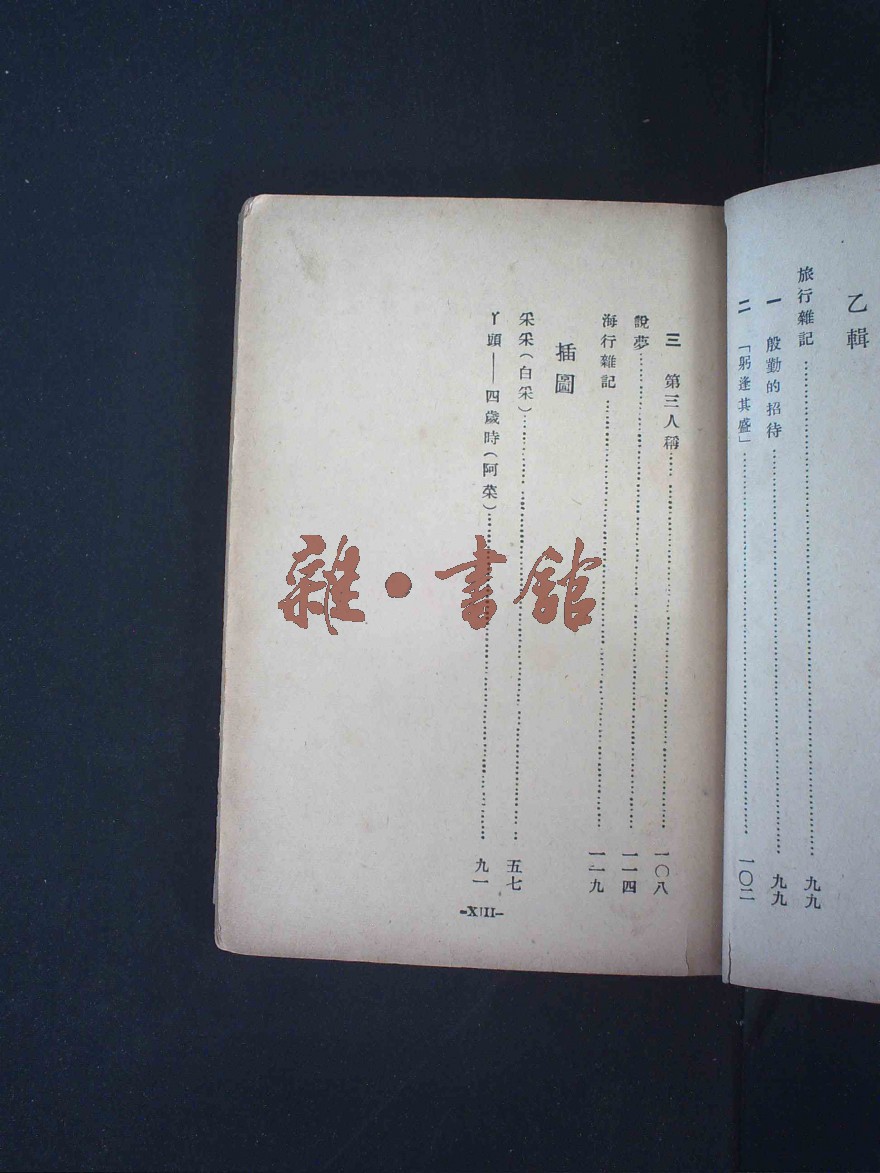 乙輯
旅行雜記……九九
一 殷勤的招待……九九
二 「躬逢其盛」……一〇二
三 第三人稱……一〇八
說夢……一一四
海行雜記……一二九
插圖
采采(白采)……五七
丫頭——四歲時(阿菜)……九一
-XIII-
雜·書館